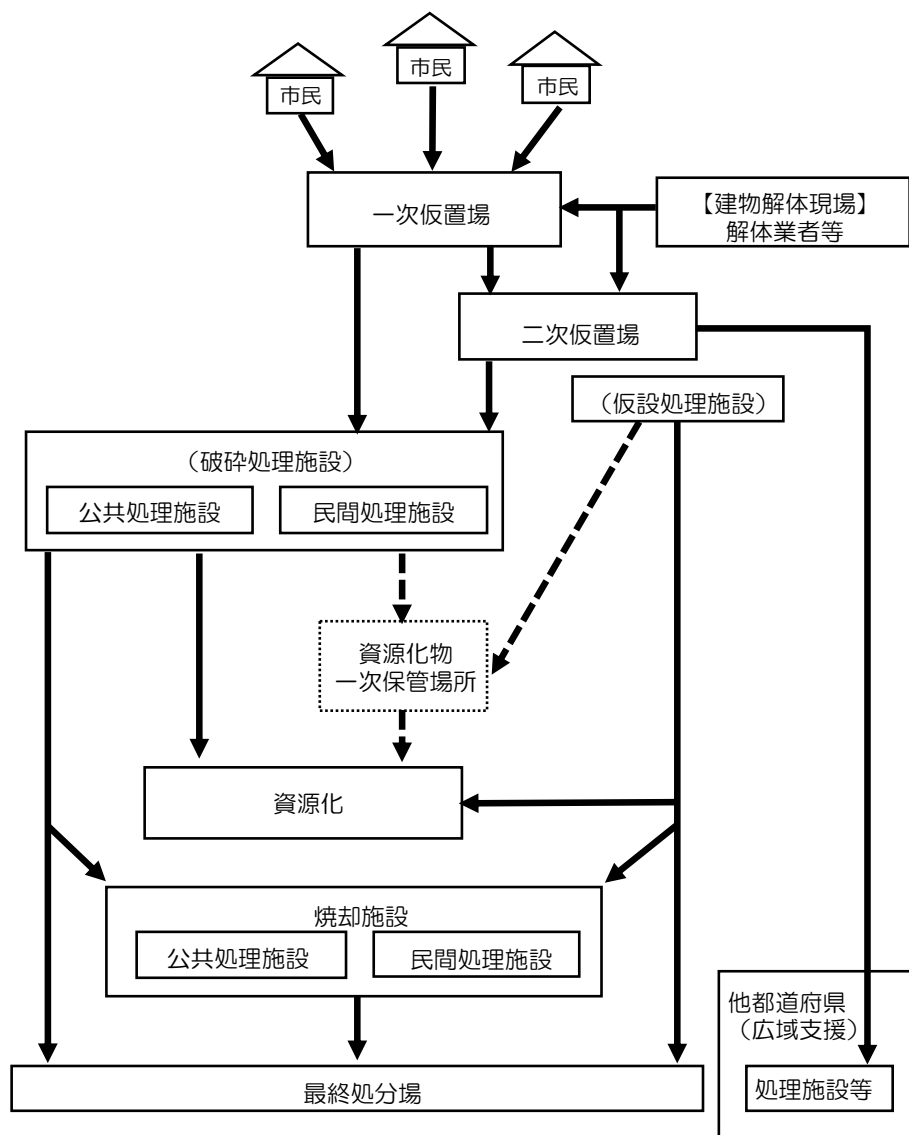 市民
市民
市民
一次仮置場
【建物解体現場】
解体業者等
二次仮置場
（仮設処理施設）
（破砕処理施設）
公共処理施設
民間処理施設
資源化物
一次保管場所
資源化
焼却施設
公共処理施設
民間処理施設
他都道府県
（広域支援）
処理施設等
最終処分場